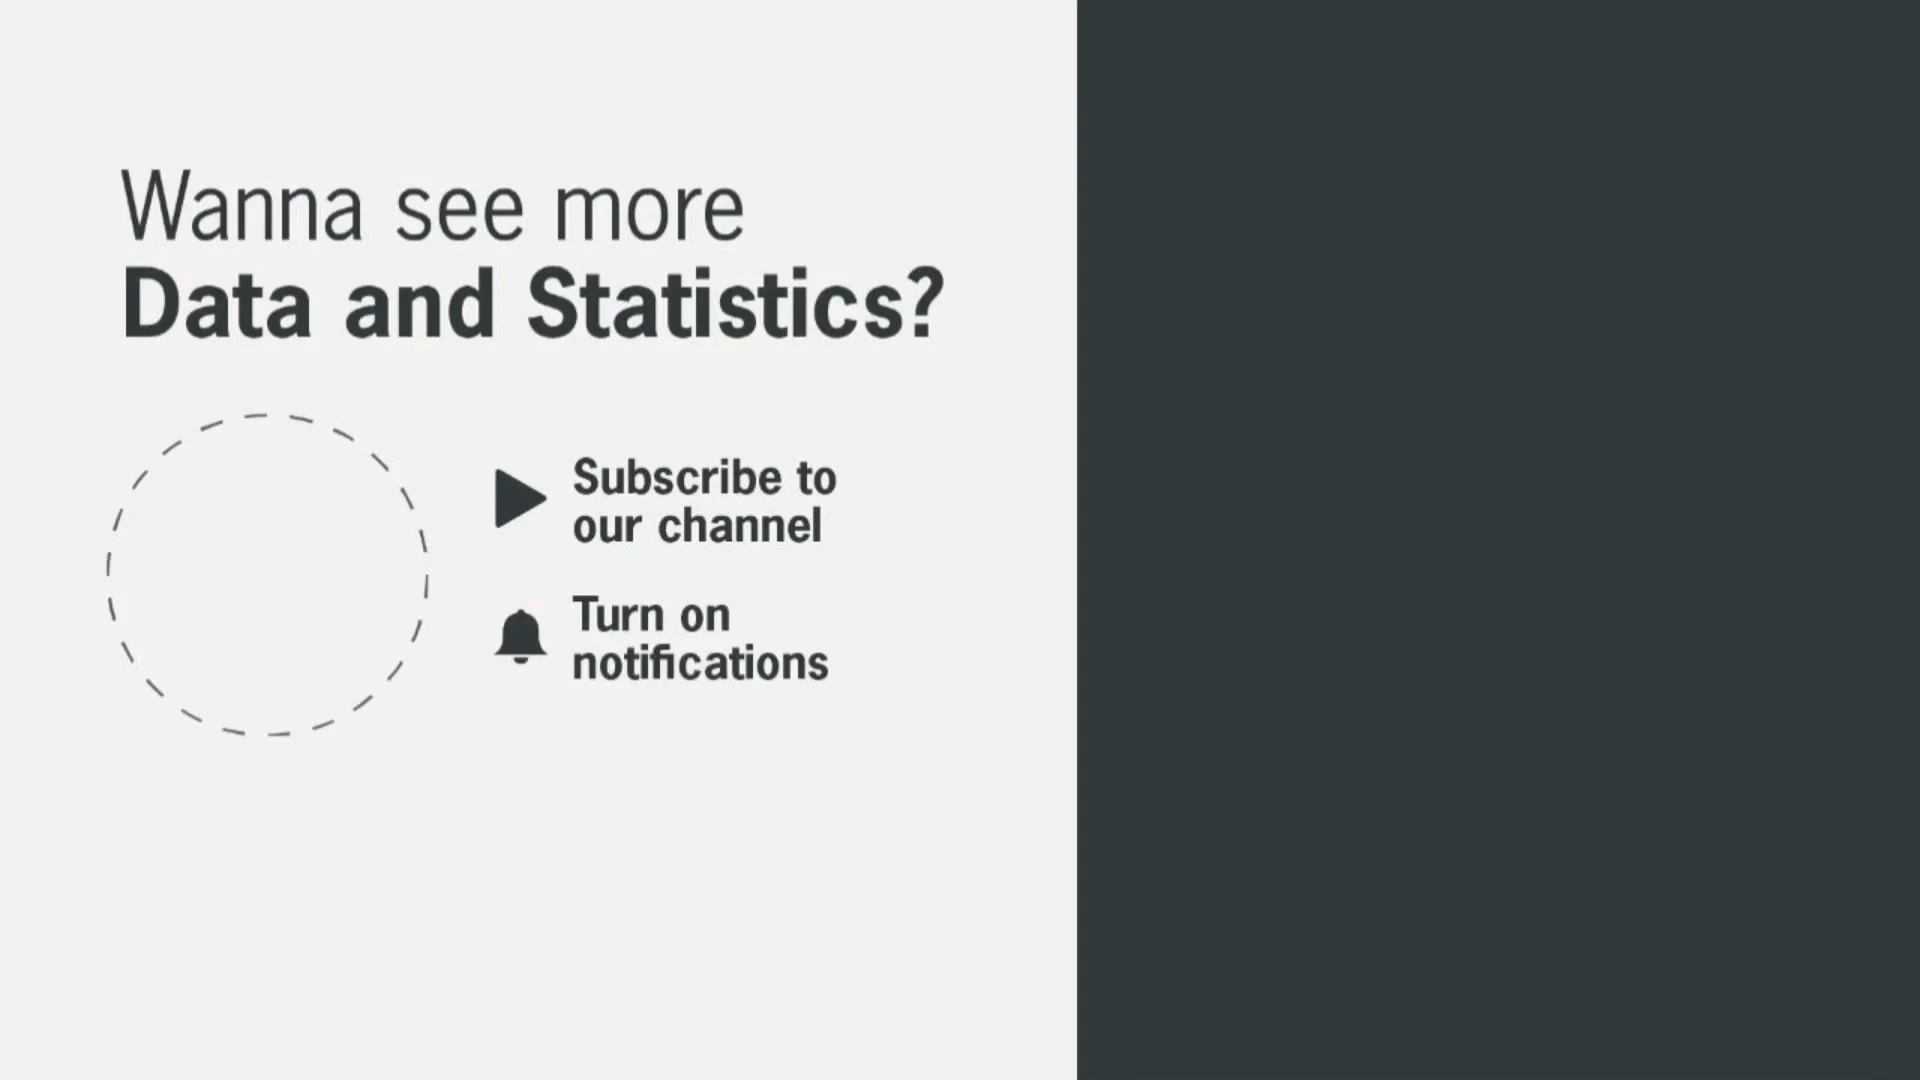 Wanna see more
Data and Statistics?
Subscribe to
our channel
Turn on
notifications